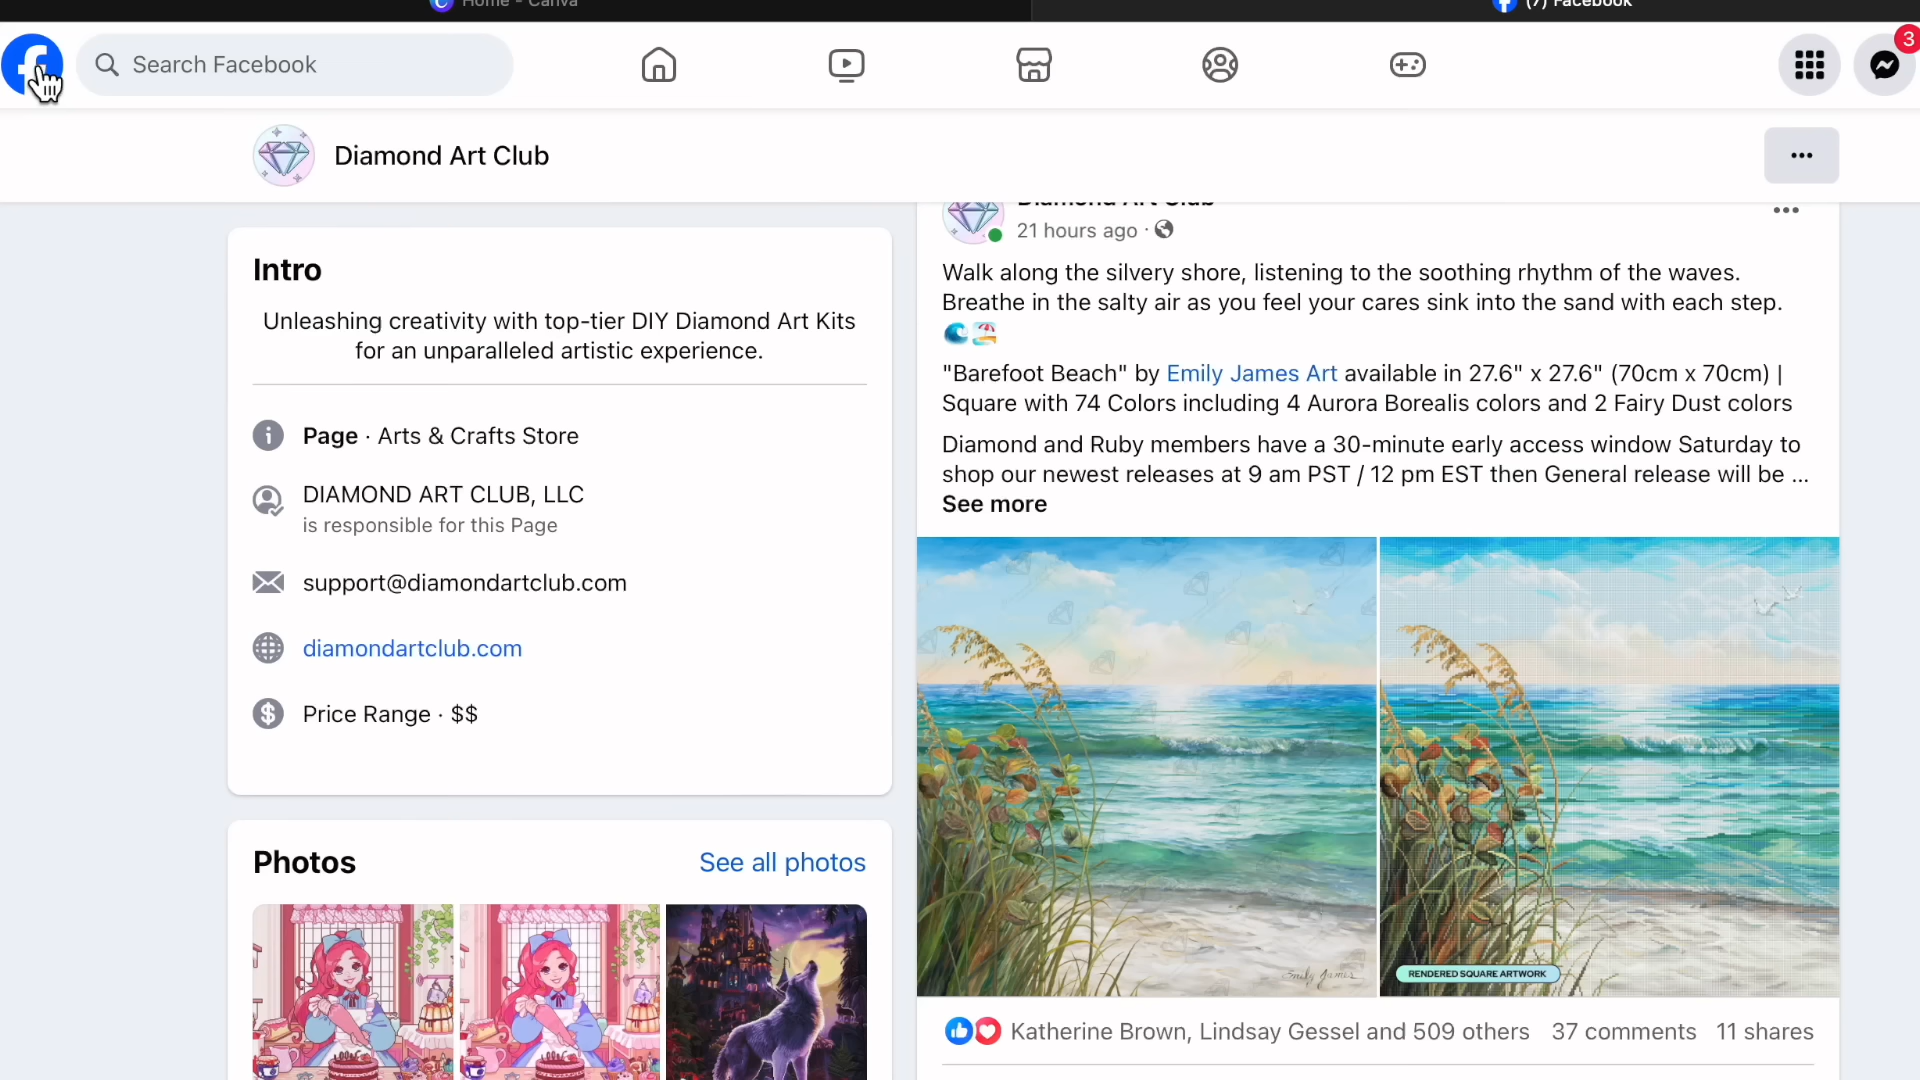 Home - Canva
(7) Facebook
Search Facebook
3
Diamond Art Club
Intro
Unleashing creativity with top-tier DIY Diamond Art Kits
for an unparalleled artistic experience.
Page · Arts & Crafts Store
DIAMOND ART CLUB, LLC
is responsible for this Page
support@diamondartclub.com
diamondartclub.com
Price Range · $$
Photos
See all photos
Diamond Art Club
21 hours ago ·
Walk along the silvery shore, listening to the soothing rhythm of the waves.
Breathe in the salty air as you feel your cares sink into the sand with each step.
"Barefoot Beach" by Emily James Art available in 27.6" x 27.6" (70cm x 70cm) |
Square with 74 Colors including 4 Aurora Borealis colors and 2 Fairy Dust colors
Diamond and Ruby members have a 30-minute early access window Saturday to
shop our newest releases at 9 am PST / 12 pm EST then General release will be ...
See more
Emily James
RENDERED SQUARE ARTWORK
Katherine Brown, Lindsay Gessel and 509 others
37 comments
11 shares